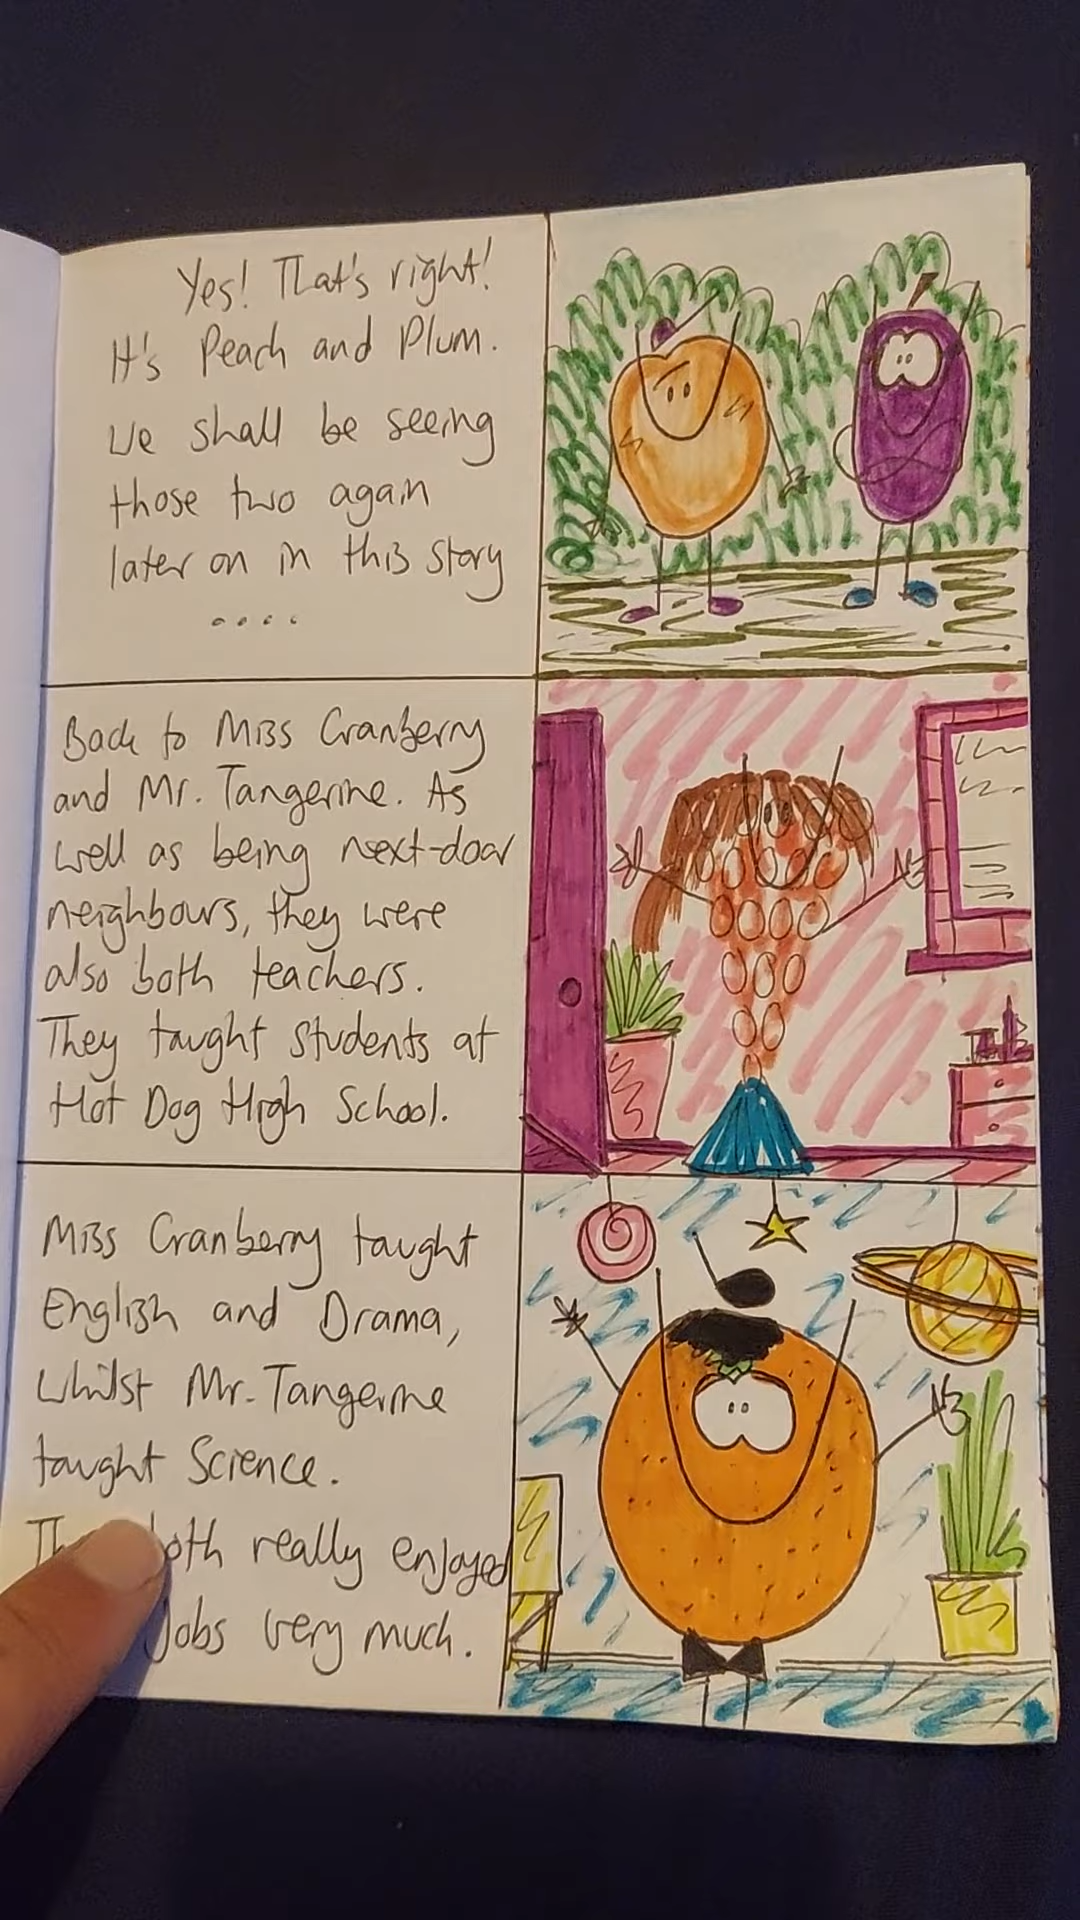 Yes! That's right!
It's Peach and Plum.
We shall be seeing
those two again
later on in this story
....
Back to Miss Cranberry
and Mr. Tangerine. As
well as being next-door
neighbours, they were
also both teachers.
They taught students at
Hot Dog High School.
Miss Cranberry taught
English and Drama,
whilst Mr. Tangerine
taught Science.
both really enjoyed
jobs very much.